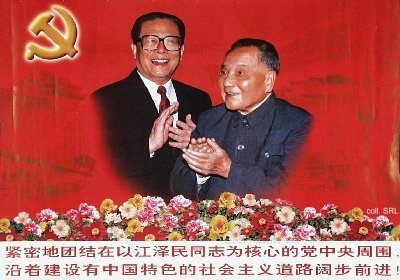 coll. SRL
紧密地团结在以江泽民同志为核心的党中央周围,
沿着建设有中国特色的社会主义道路阔步前进!